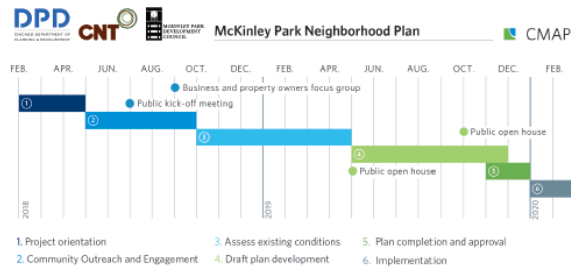 DPD
CHICAGO DEPARTMENT OF
PLANNING & DEVELOPMENT
CNT
MCKINLEY PARK
DEVELOPMENT
COUNCIL
McKinley Park Neighborhood Plan
CMAP
FEB. APR. JUN. AUG. OCT. DEC. FEB. APR. JUN. AUG. OCT. DEC. FEB.
Business and property owners focus group
1
Public kick-off meeting
2
3
Public open house
4
Public open house
5
6
2018
2019
2020
1. Project orientation
2. Community Outreach and Engagement
3. Assess existing conditions
4. Draft plan development
5. Plan completion and approval
6. Implementation